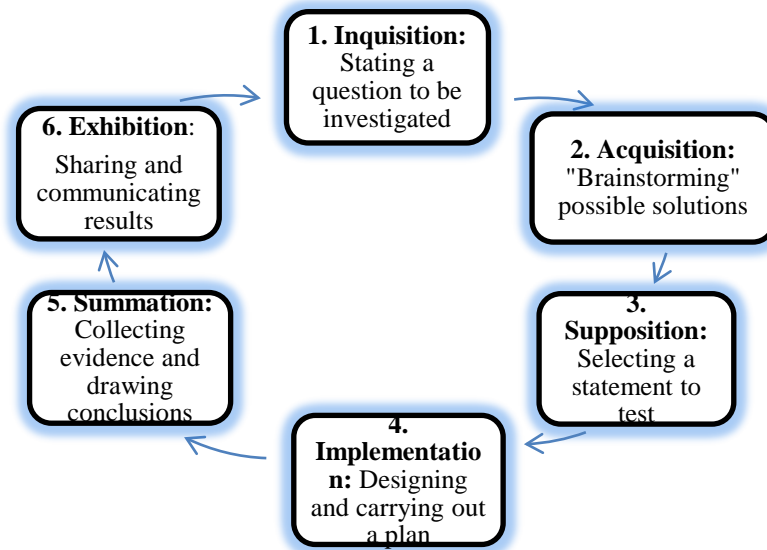 1. Inquisition:
Stating a
question to be
investigated
2. Acquisition:
"Brainstorming"
possible solutions
3.
Supposition:
Selecting a
statement to
test
4.
Implementatio
n: Designing
and carrying out
a plan
5. Summation:
Collecting
evidence and
drawing
conclusions
6. Exhibition:
Sharing and
communicating
results